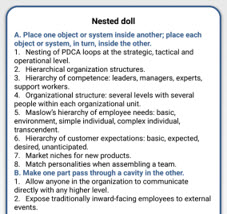 Nested doll
A. Place one object or system inside another; place each
object or system, in turn, inside the other.
1. Nesting of PDCA loops at the strategic, tactical and
operational level.
2. Hierarchical organization structures.
3. Hierarchy of competence: leaders, managers, experts,
support workers.
4. Organizational structure: several levels with several
people within each organizational unit.
5. Maslow's hierarchy of employee needs: basic,
environment, simple individual, complex individual,
transcendent.
6. Hierarchy of customer expectations: basic, expected,
desired, unanticipated.
7. Market niches for new products.
8. Match personalities when assembling a team.
B. Make one part pass through a cavity in the other.
1. Allow anyone in the organization to communicate
directly with any higher level.
2. Expose traditionally inward-facing employees to external
events.